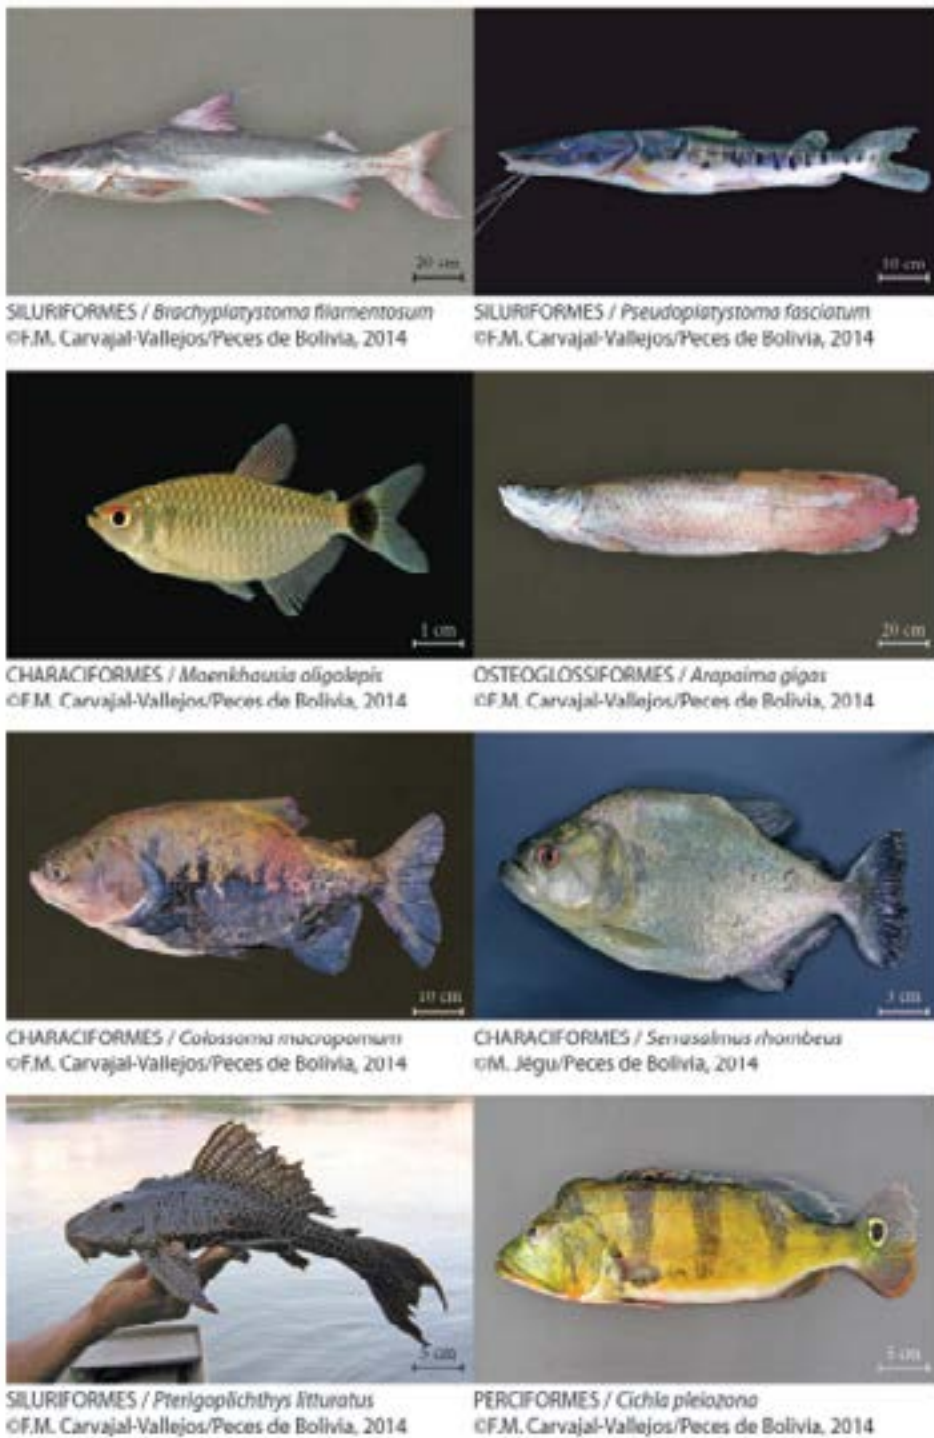 20 cm
10 cm
SILURIFORMES / Brachyplatystoma filamentosum
©F.M. Carvajal-Vallejos/Peces de Bolivia, 2014
SILURIFORMES / Pseudoplatystoma fasciatum
©F.M. Carvajal-Vallejos/Peces de Bolivia, 2014
1 cm
20 cm
CHARACIFORMES / Moenkhausia oligolepis
©F.M. Carvajal-Vallejos/Peces de Bolivia, 2014
OSTEOGLOSSIFORMES / Arapaima gigas
©F.M. Carvajal-Vallejos/Peces de Bolivia, 2014
10 cm
3 cm
CHARACIFORMES / Colossoma macropomum
©F.M. Carvajal-Vallejos/Peces de Bolivia, 2014
CHARACIFORMES / Serrasalmus rhombeus
©M. Jégu/Peces de Bolivia, 2014
5 cm
5 cm
SILURIFORMES / Pterigoplichthys litturatus
©F.M. Carvajal-Vallejos/Peces de Bolivia, 2014
PERCIFORMES / Cichla pleiozona
©F.M. Carvajal-Vallejos/Peces de Bolivia, 2014